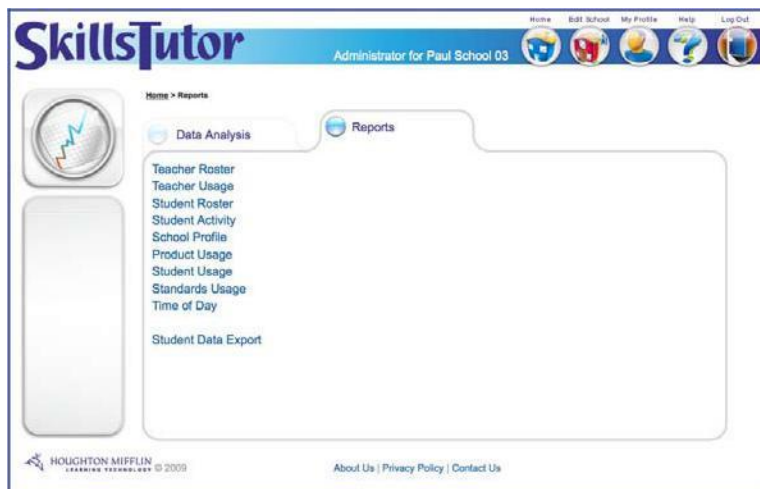 Home Edit School My Profile Help Log Out
SkillsTutor
Administrator for Paul School 03
Home > Reports
Data Analysis
Reports
Teacher Roster
Teacher Usage
Student Roster
Student Activity
School Profile
Product Usage
Student Usage
Standards Usage
Time of Day
Student Data Export
HOUGHTON MIFFLIN
LEARNING TECHNOLOGY © 2009
About Us | Privacy Policy | Contact Us